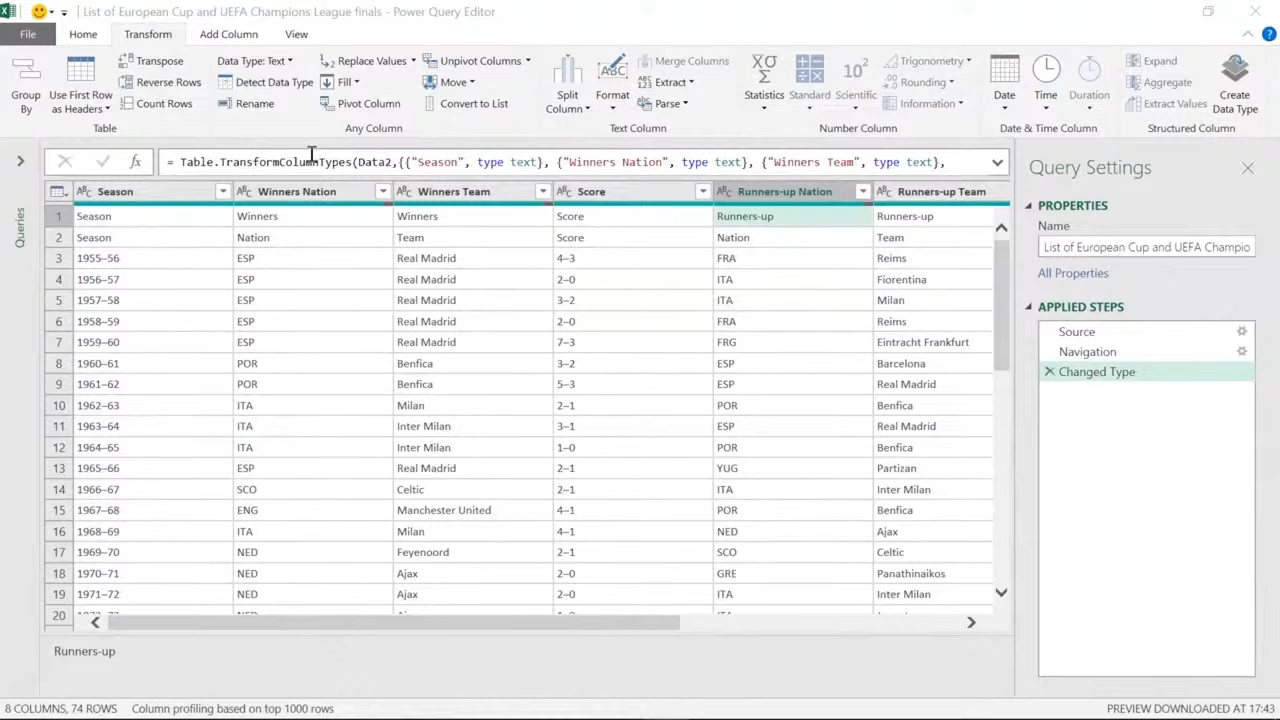 List of European Cup and UEFA Champions League finals - Power Query Editor
File Home Transform Add Column View
Group By
Use First Row as Headers
Transpose
Reverse Rows
Count Rows
Table
Data Type: Text
Detect Data Type
Rename
Replace Values
Fill
Pivot Column
Unpivot Columns
Move
Convert to List
Any Column
Split Column
Format
Merge Columns
Extract
Parse
Text Column
Statistics
Standard
Scientific
Trigonometry
Rounding
Information
Number Column
Date
Time
Duration
Date & Time Column
Expand
Aggregate
Extract Values
Create Data Type
Structured Column
Queries
= Table.TransformColumnTypes(Data2,{{"Season", type text}, {"Winners Nation", type text}, {"Winners Team", type text},
Season Winners Nation Winners Team Score Runners-up Nation Runners-up Team
1 Season Winners Winners Score Runners-up Runners-up
2 Season Nation Team Score Nation Team
3 1955–56 ESP Real Madrid 4–3 FRA Reims
4 1956–57 ESP Real Madrid 2–0 ITA Fiorentina
5 1957–58 ESP Real Madrid 3–2 ITA Milan
6 1958–59 ESP Real Madrid 2–0 FRA Reims
7 1959–60 ESP Real Madrid 7–3 FRG Eintracht Frankfurt
8 1960–61 POR Benfica 3–2 ESP Barcelona
9 1961–62 POR Benfica 5–3 ESP Real Madrid
10 1962–63 ITA Milan 2–1 POR Benfica
11 1963–64 ITA Inter Milan 3–1 ESP Real Madrid
12 1964–65 ITA Inter Milan 1–0 POR Benfica
13 1965–66 ESP Real Madrid 2–1 YUG Partizan
14 1966–67 SCO Celtic 2–1 ITA Inter Milan
15 1967–68 ENG Manchester United 4–1 POR Benfica
16 1968–69 ITA Milan 4–1 NED Ajax
17 1969–70 NED Feyenoord 2–1 SCO Celtic
18 1970–71 NED Ajax 2–0 GRE Panathinaikos
19 1971–72 NED Ajax 2–0 ITA Inter Milan
20
Runners-up
Query Settings
PROPERTIES
Name
List of European Cup and UEFA Champio
All Properties
APPLIED STEPS
Source
Navigation
Changed Type
8 COLUMNS, 74 ROWS Column profiling based on top 1000 rows PREVIEW DOWNLOADED AT 17:43